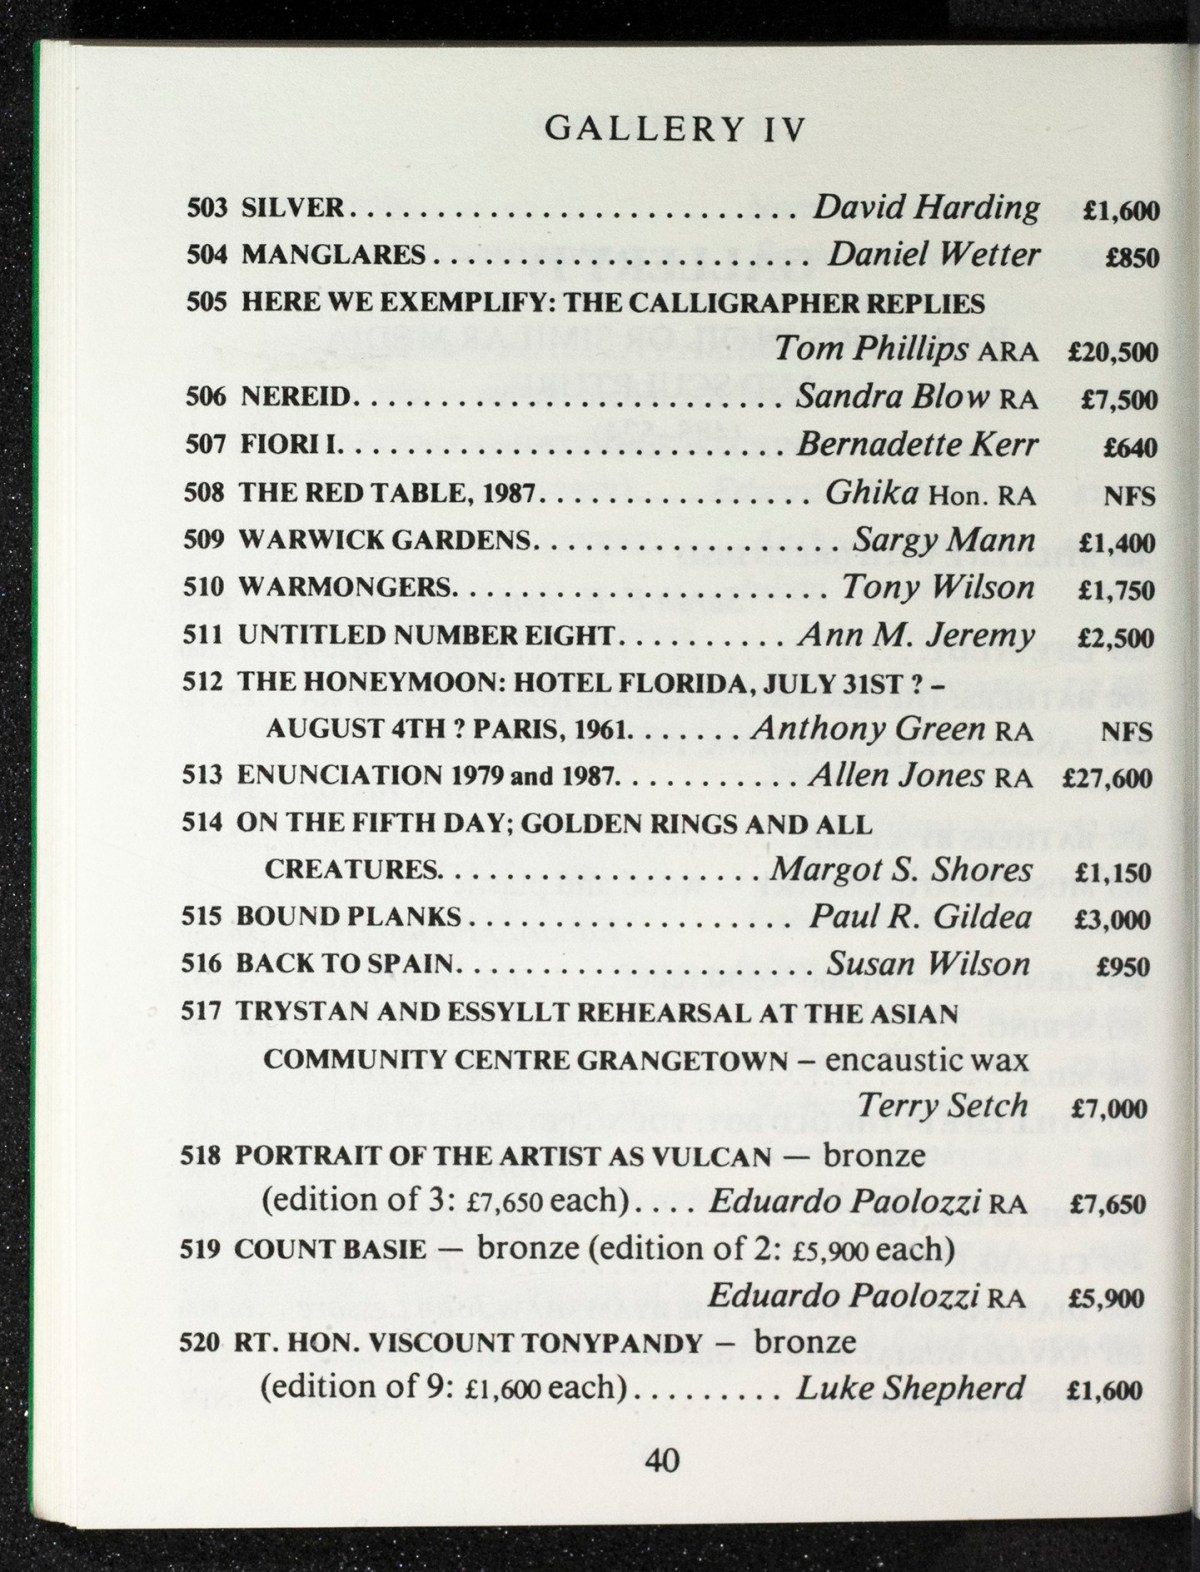 GALLERY IV
503 SILVER.......................... David Harding £1,600
504 MANGLARES...................... Daniel Wetter £850
505 HERE WE EXEMPLIFY: THE CALLIGRAPHER REPLIES
Tom Phillips ARA £20,500
506 NEREID......................... Sandra Blow RA £7,500
507 FIORI I.......................... Bernadette Kerr £640
508 THE RED TABLE, 1987................ Ghika Hon. RA NFS
509 WARWICK GARDENS.................. Sargy Mann £1,400
510 WARMONGERS...................... Tony Wilson £1,750
511 UNTITLED NUMBER EIGHT.......... Ann M. Jeremy £2,500
512 THE HONEYMOON: HOTEL FLORIDA, JULY 31ST ? –
AUGUST 4TH ? PARIS, 1961....... Anthony Green RA NFS
513 ENUNCIATION 1979 and 1987........... Allen Jones RA £27,600
514 ON THE FIFTH DAY; GOLDEN RINGS AND ALL
CREATURES................... Margot S. Shores £1,150
515 BOUND PLANKS................... Paul R. Gildea £3,000
516 BACK TO SPAIN..................... Susan Wilson £950
517 TRYSTAN AND ESSYLLT REHEARSAL AT THE ASIAN
COMMUNITY CENTRE GRANGETOWN – encaustic wax
Terry Setch £7,000
518 PORTRAIT OF THE ARTIST AS VULCAN — bronze
(edition of 3: £7,650 each).... Eduardo Paolozzi RA £7,650
519 COUNT BASIE — bronze (edition of 2: £5,900 each)
Eduardo Paolozzi RA £5,900
520 RT. HON. VISCOUNT TONYPANDY – bronze
(edition of 9: £1,600 each)......... Luke Shepherd £1,600
40